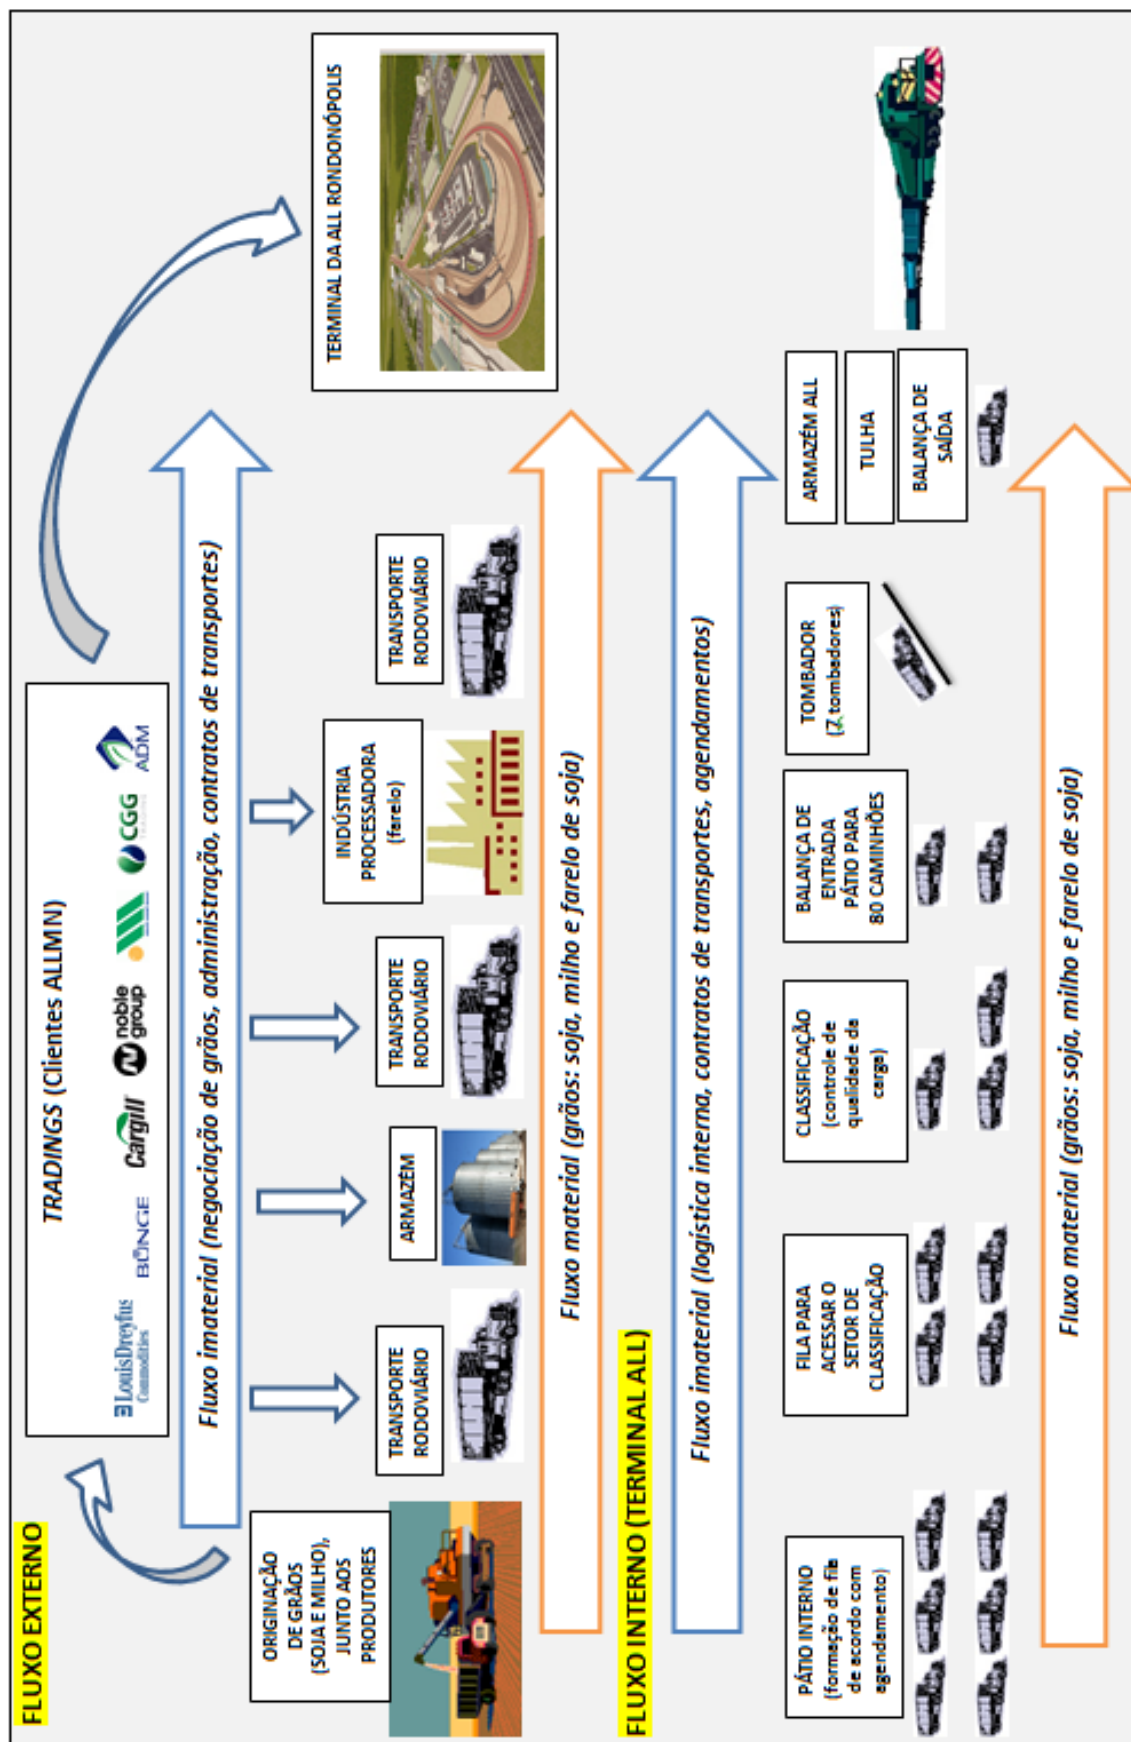 FLUXO EXTERNO
TRADINGS (Clientes ALLMN)
LouisDreyfus
Commodities
BUNGE
Cargill
noble
group
CGG
TRADING
ADM
Fluxo imaterial (negociação de grãos, administração, contratos de transportes)
ORIGINAÇÃO
DE GRÃOS
(SOJA E MILHO),
JUNTO AOS
PRODUTORES
TRANSPORTE
RODOVIÁRIO
ARMAZÉM
TRANSPORTE
RODOVIÁRIO
INDÚSTRIA
PROCESSADORA
(farelo)
TRANSPORTE
RODOVIÁRIO
TERMINAL DA ALL RONDONÓPOLIS
Fluxo material (grãos: soja, milho e farelo de soja)
FLUXO INTERNO (TERMINAL ALL)
Fluxo imaterial (logística interna, contratos de transportes, agendamentos)
PÁTIO INTERNO
(formação de fila
de acordo com
agendamento)
FILA PARA
ACESSAR O
SETOR DE
CLASSIFICAÇÃO
CLASSIFICAÇÃO
(controle de
qualidade da
carga)
BALANÇA DE
ENTRADA
PÁTIO PARA
80 CAMINHÕES
TOMBADOR
(7 tombadores)
ARMAZÉM ALL
TULHA
BALANÇA DE
SAÍDA
Fluxo material (grãos: soja, milho e farelo de soja)